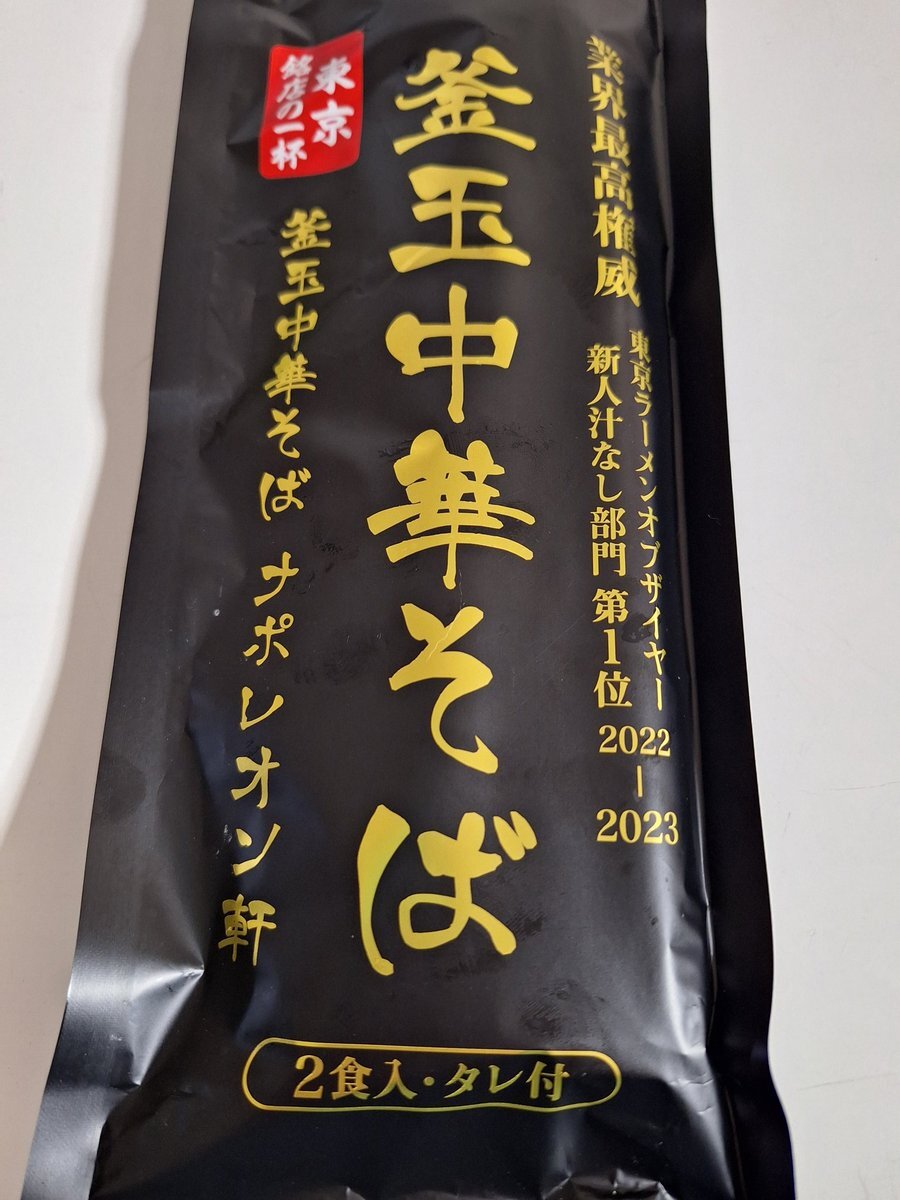 業界最高権威
東京ラーメンオブザイヤー
新人汁なし部門 第1位
2022-2023
釜玉中華そば
東京
銘店の一杯
釜玉中華そば ナポレオン軒
2食入・タレ付